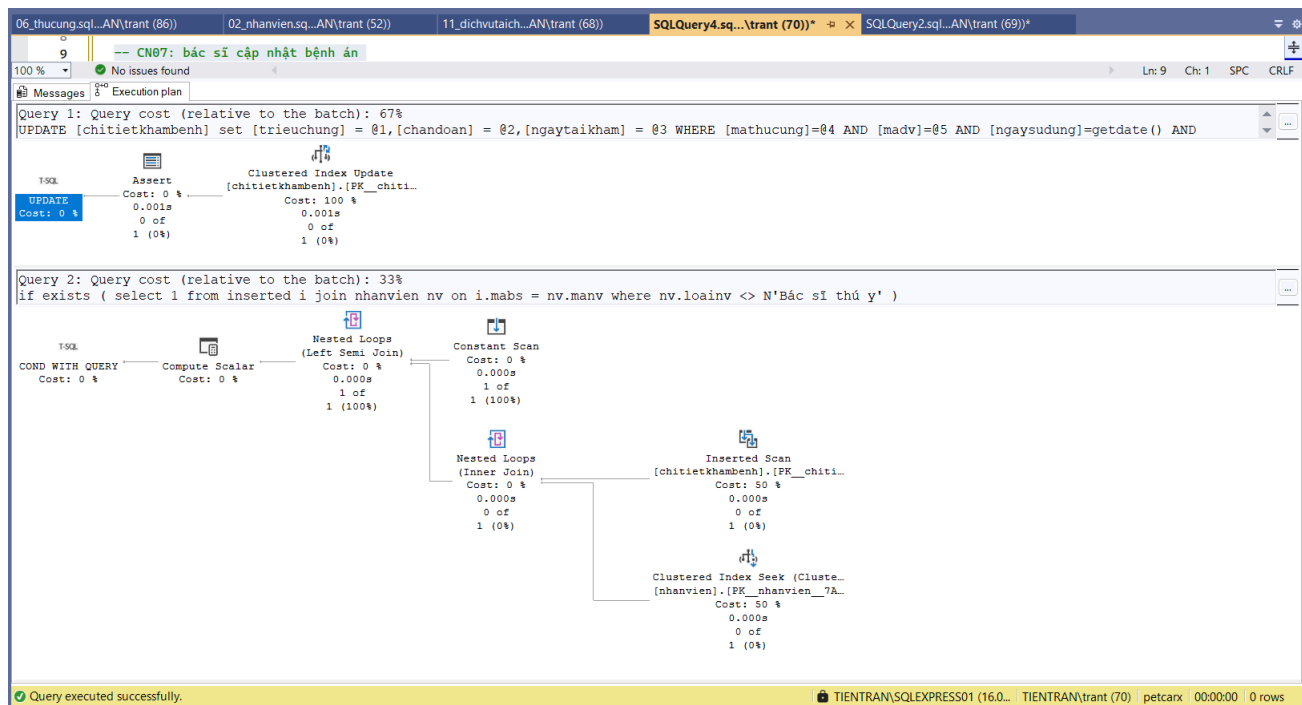 06_thucung.sql...AN\trant (86)) 02_nhanvien.sq...AN\trant (52)) 11_dichvutaich...AN\trant (68)) SQLQuery4.sq...\trant (70))* SQLQuery2.sql...AN\trant (69))*
8
9 -- CN07: bác sĩ cập nhật bệnh án
100 % No issues found Ln: 9 Ch: 1 SPC CRLF
Messages Execution plan
Query 1: Query cost (relative to the batch): 67%
UPDATE [chitietkhambenh] set [trieuchung] = @1,[chandoan] = @2,[ngaytaikham] = @3 WHERE [mathucung]=@4 AND [madv]=@5 AND [ngaysudung]=getdate() AND
...
T-SQL
UPDATE
Cost: 0 %
Assert
Cost: 0 %
0.001s
0 of
1 (0%)
Clustered Index Update
[chitietkhambenh].[PK__chiti…
Cost: 100 %
0.001s
0 of
1 (0%)
Query 2: Query cost (relative to the batch): 33%
if exists ( select 1 from inserted i join nhanvien nv on i.mabs = nv.manv where nv.loainv <> N'Bác sĩ thú y' )
...
T-SQL
COND WITH QUERY
Cost: 0 %
Compute Scalar
Cost: 0 %
Nested Loops
(Left Semi Join)
Cost: 0 %
0.000s
1 of
1 (100%)
Constant Scan
Cost: 0 %
0.000s
1 of
1 (100%)
Nested Loops
(Inner Join)
Cost: 0 %
0.000s
0 of
1 (0%)
Inserted Scan
[chitietkhambenh].[PK__chiti…
Cost: 50 %
0.000s
0 of
1 (0%)
Clustered Index Seek (Cluste…
[nhanvien].[PK__nhanvien__7A…
Cost: 50 %
0.000s
0 of
1 (0%)
Query executed successfully. TIENTRAN\SQLEXPRESS01 (16.0... TIENTRAN\trant (70) petcarx 00:00:00 0 rows